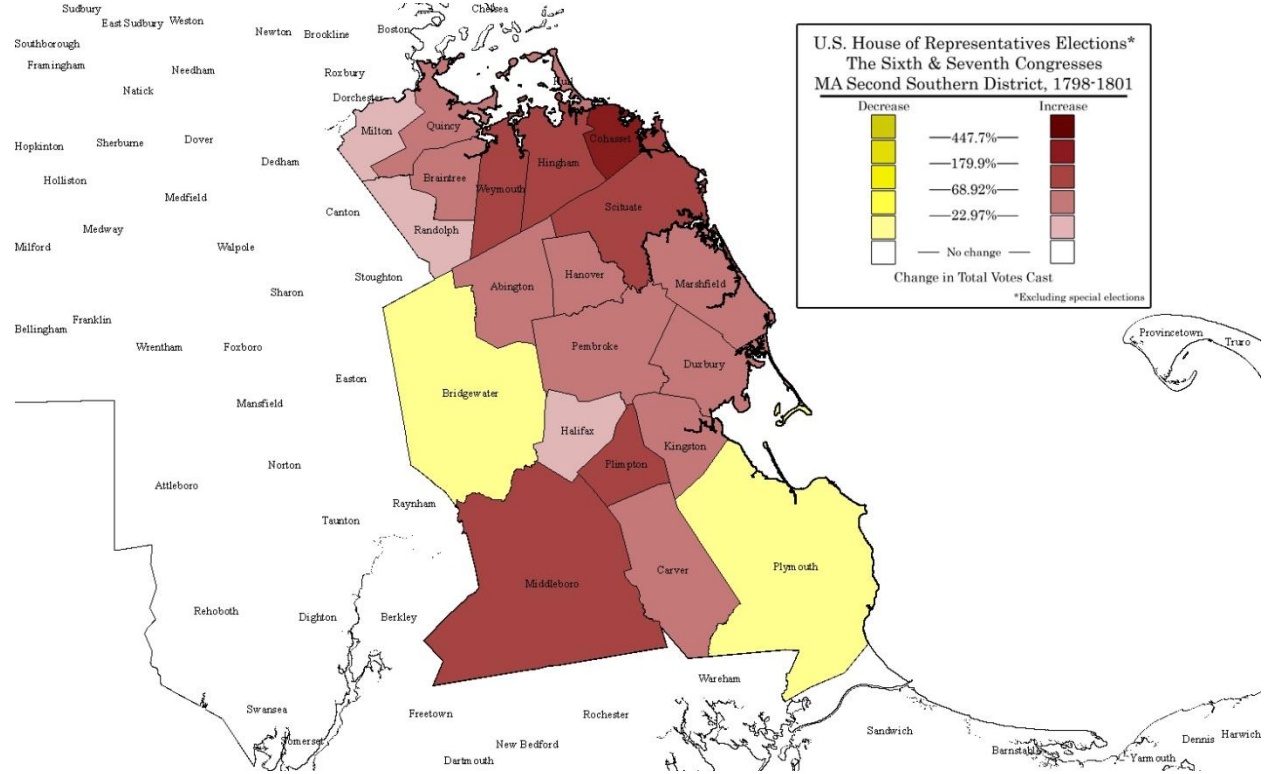 Sudbury
East Sudbury
Weston
Chelsea
Newton
Brookline
Boston
Southborough
Framingham
Needham
Roxbury
Natick
Dorchester
Hull
Milton
Quincy
Hopkinton
Sherburne
Dover
Dedham
Cohasset
Hingham
Holliston
Medfield
Braintree
Weymouth
Canton
Scituate
Medway
Randolph
Milford
Walpole
Stoughton
Hanover
Abington
Marshfield
Sharon
Bellingham
Franklin
Wrentham
Foxboro
Pembroke
Duxbury
Easton
Bridgewater
Mansfield
Halifax
Kingston
Plimpton
Norton
Attleboro
Raynham
Taunton
Middleboro
Carver
Plymouth
Rehoboth
Dighton
Berkley
Wareham
Swansea
Freetown
Rochester
Somerset
New Bedford
Dartmouth
Sandwich
Barnstable
Yarmouth
Dennis
Harwich
Provincetown
Truro
U.S. House of Representatives Elections*
The Sixth & Seventh Congresses
MA Second Southern District, 1798-1801
Decrease
Increase
447.7%
179.9%
68.92%
22.97%
No change
Change in Total Votes Cast
*Excluding special elections